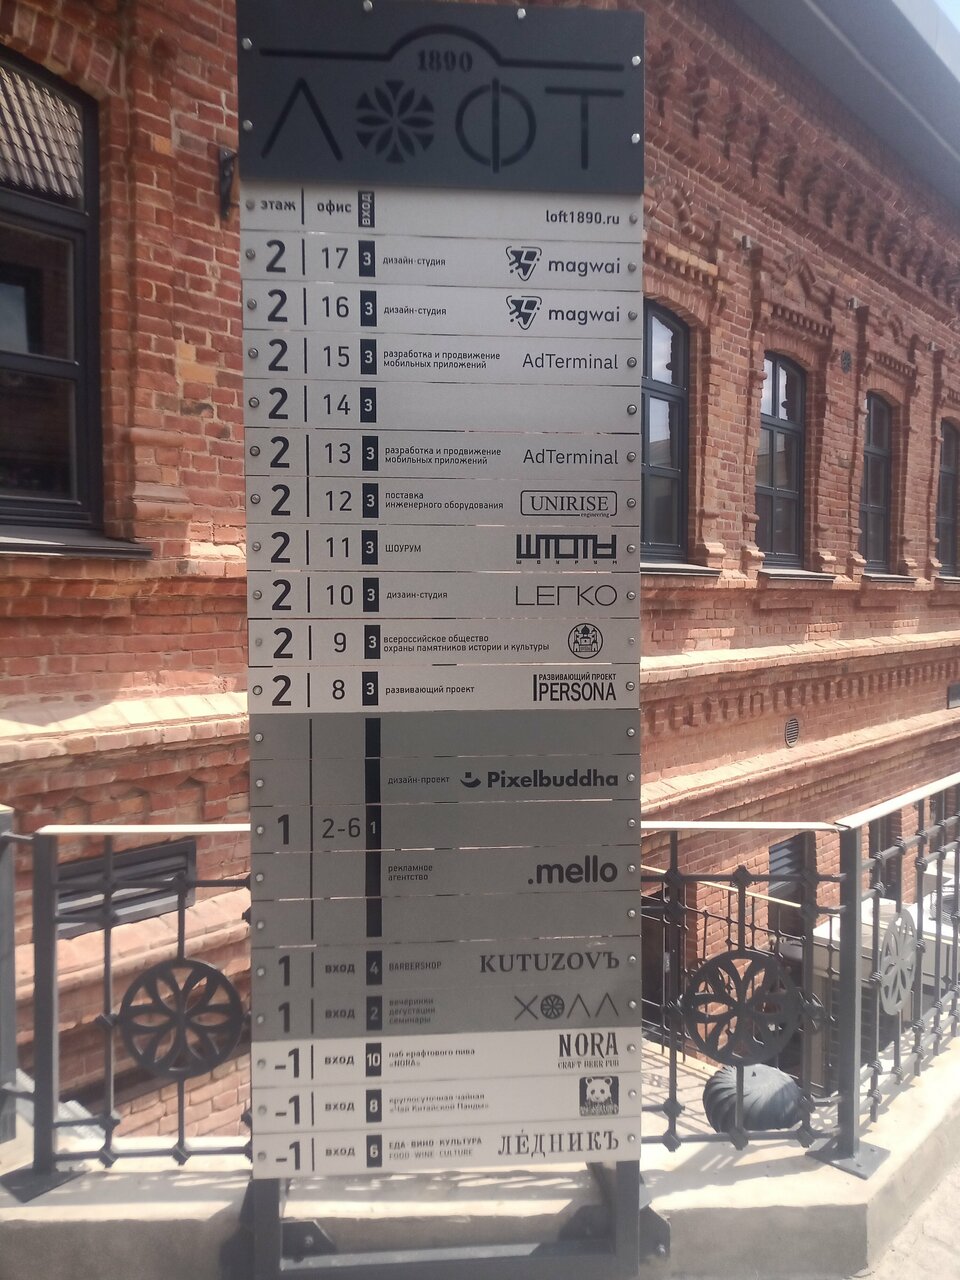 1890
ЛОФТ
этаж офис вход loft1890.ru
2 17 3 дизайн-студия magwai
2 16 3 дизайн-студия magwai
2 15 3 разработка и продвижение
мобильных приложений AdTerminal
2 14 3
2 13 3 разработка и продвижение
мобильных приложений AdTerminal
2 12 3 поставка
инженерного оборудования UNIRISE
engineering
2 11 3 ШОУРУМ ШТОТЫ
ШОУРУМ
2 10 3 дизайн-студия LEГКО
2 9 3 всероссийское общество
охраны памятников истории и культуры
2 8 3 развивающий проект РАЗВИВАЮЩИЙ ПРОЕКТ
PERSONA
дизайн-проект Pixelbuddha
1 2-6 1
рекламное
агентство .mello
1 вход 4 BARBERSHOP KUTUZOVЪ
1 вход 2 вечеринки
дегустации
семинары ХОЛЛ
-1 вход 10 паб крафтового пива
«NORA» NORA
CRAFT BEER PUB
-1 вход 8 круглосуточная чайная
«Чай Китайской Панды»
-1 вход 6 ЕДА ВИНО КУЛЬТУРА
FOOD WINE CULTURE ЛЕ́ДНИКЪ